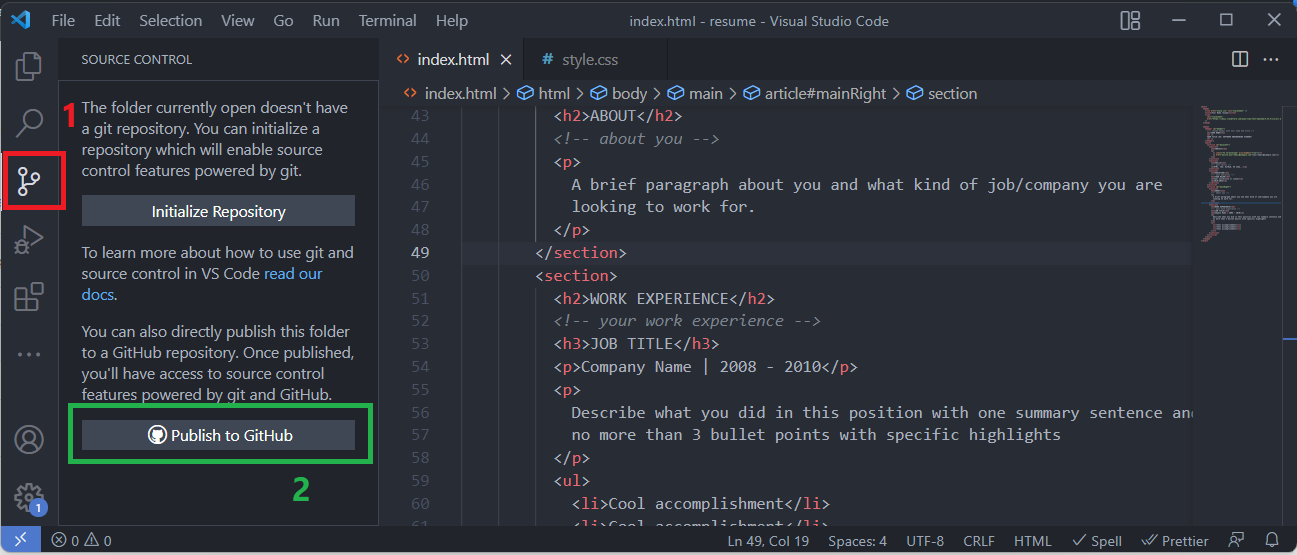 File Edit Selection View Go Run Terminal Help index.html - resume - Visual Studio Code
SOURCE CONTROL
1
The folder currently open doesn't have
a git repository. You can initialize a
repository which will enable source
control features powered by git.
Initialize Repository
To learn more about how to use git and
source control in VS Code read our
docs.
You can also directly publish this folder
to a GitHub repository. Once published,
you'll have access to source control
features powered by git and GitHub.
Publish to GitHub
2
1
<> index.html # style.css
<> index.html > html > body > main > article#mainRight > section
43 <h2>ABOUT</h2>
44 <!-- about you -->
45 <p>
46 A brief paragraph about you and what kind of job/company you are
47 looking to work for.
48 </p>
49 </section>
50 <section>
51 <h2>WORK EXPERIENCE</h2>
52 <!-- your work experience -->
53 <h3>JOB TITLE</h3>
54 <p>Company Name | 2008 - 2010</p>
55 <p>
56 Describe what you did in this position with one summary sentence and
57 no more than 3 bullet points with specific highlights
58 </p>
59 <ul>
60 <li>Cool accomplishment</li>
61 <li>Cool accomplishment</li>
0 0 Ln 49, Col 19 Spaces: 4 UTF-8 CRLF HTML Spell Prettier